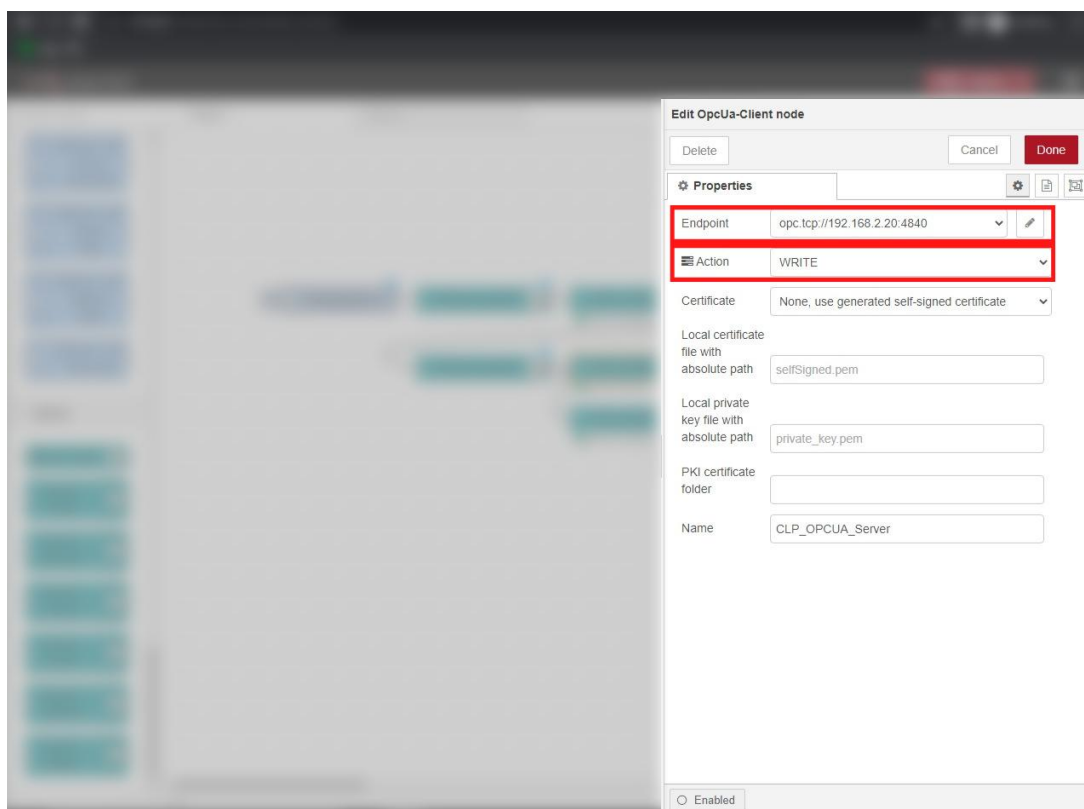 Edit OpcUa-Client node
Delete
Cancel
Done
Properties
Endpoint
opc.tcp://192.168.2.20:4840
Action
WRITE
Certificate
None, use generated self-signed certificate
Local certificate
file with
absolute path
selfSigned.pem
Local private
key file with
absolute path
private_key.pem
PKI certificate
folder
Name
CLP_OPCUA_Server
Enabled